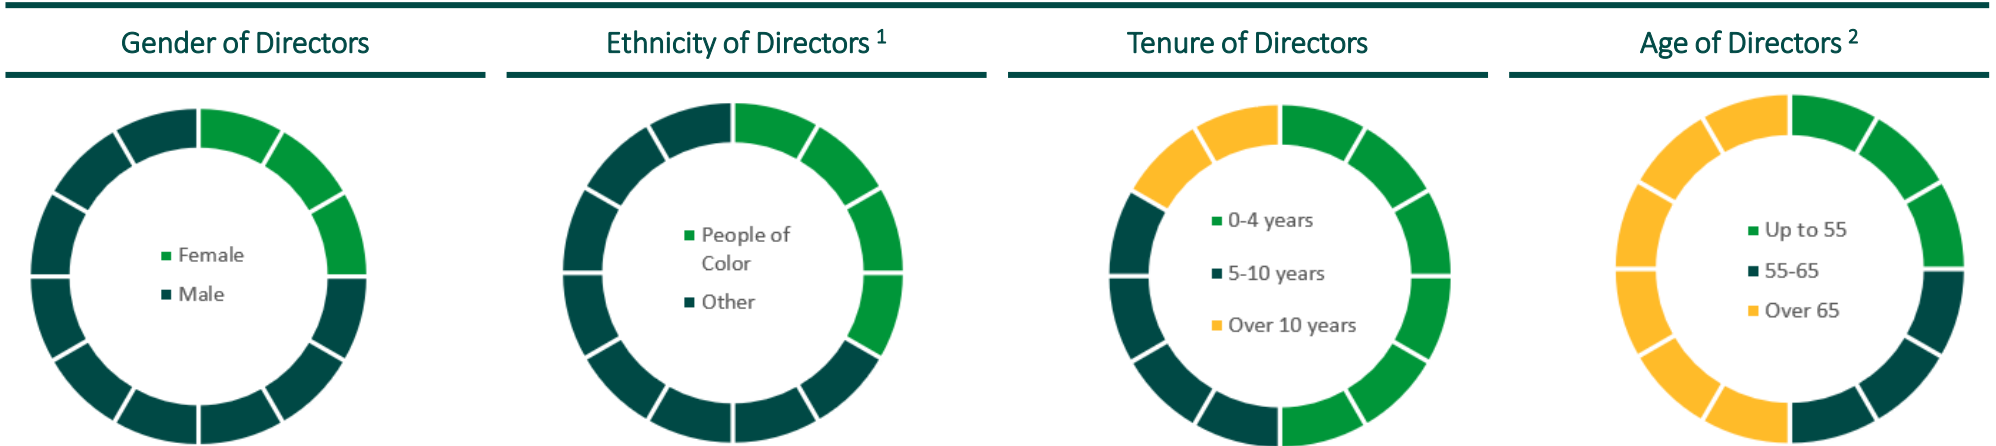 Gender of Directors
Female
Male
Ethnicity of Directors 1
People of
Color
Other
Tenure of Directors
0-4 years
5-10 years
Over 10 years
Age of Directors 2
Up to 55
55-65
Over 65